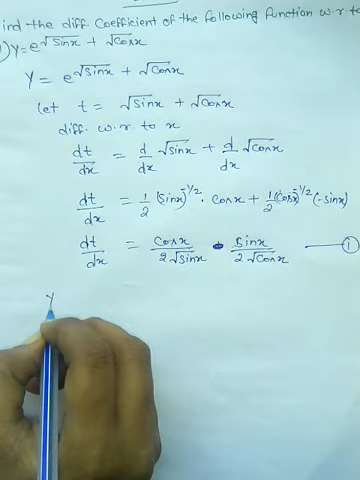 ind the diff. Coefficient of the following function w.r.to
) Y = e^√sinx + √cosx
Y = e^√sinx + √cosx
Let t = √sinx + √cosx
diff. w.r.to x
dt/dx = d/dx √sinx + d/dx √cosx
dt/dx = 1/2 (sinx)^-1/2 . cosx + 1/2 (cosx)^-1/2 (-sinx)
dt/dx = cosx/2√sinx - sinx/2√cosx —— ①
Y